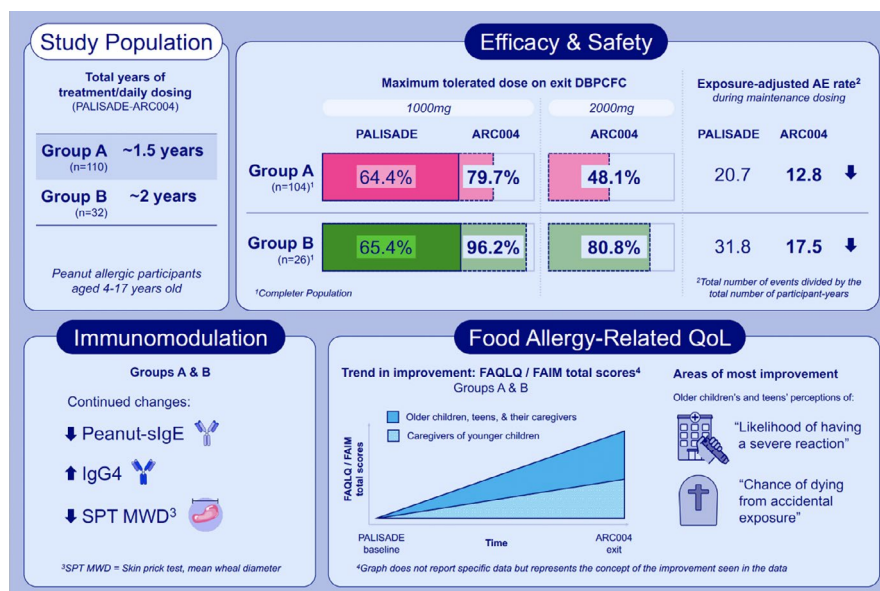 Study Population
Total years of
treatment/daily dosing
(PALISADE-ARC004)
Group A ~1.5 years
(n=110)
Group B ~2 years
(n=32)
Peanut allergic participants
aged 4-17 years old
Efficacy & Safety
Maximum tolerated dose on exit DBPCFC
1000mg 2000mg
PALISADE ARC004 ARC004
Group A 64.4% 79.7% 48.1%
(n=104)¹
Group B 65.4% 96.2% 80.8%
(n=26)¹
¹Completer Population
Exposure-adjusted AE rate²
during maintenance dosing
PALISADE ARC004
20.7 12.8
31.8 17.5
²Total number of events divided by the
total number of participant-years
Immunomodulation
Groups A & B
Continued changes:
Peanut-sIgE
IgG4
SPT MWD³
³SPT MWD = Skin prick test, mean wheal diameter
Food Allergy-Related QoL
Trend in improvement: FAQLQ / FAIM total scores⁴
Groups A & B
Older children, teens, & their caregivers
Caregivers of younger children
FAQLQ / FAIM
total scores
PALISADE
baseline
Time
ARC004
exit
Areas of most improvement
Older children's and teens' perceptions of:
“Likelihood of having
a severe reaction”
“Chance of dying
from accidental
exposure”
⁴Graph does not report specific data but represents the concept of the improvement seen in the data